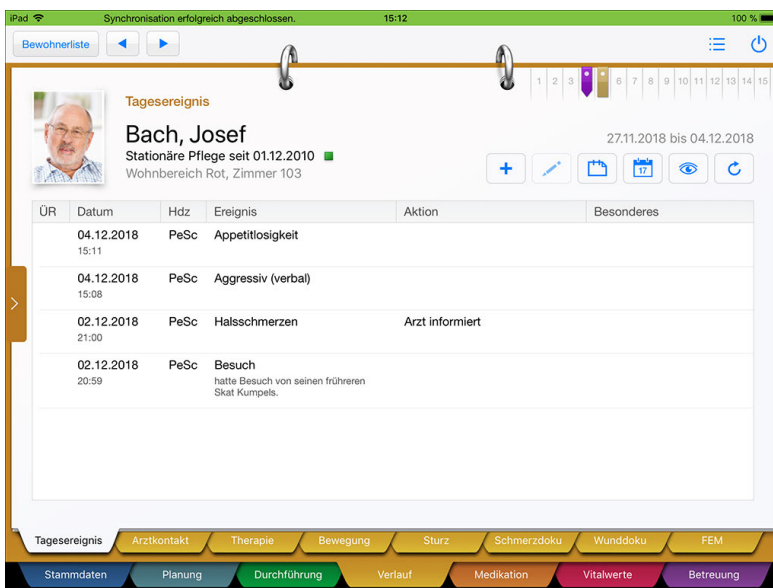 iPad Synchronisation erfolgreich abgeschlossen. 15:12 100 %
Bewohnerliste
1 2 3 6 7 8 9 10 11 12 13 14 15
Tagesereignis
Bach, Josef
27.11.2018 bis 04.12.2018
Stationäre Pflege seit 01.12.2010
Wohnbereich Rot, Zimmer 103
17
ÜR Datum Hdz Ereignis Aktion Besonderes
04.12.2018 PeSc Appetitlosigkeit
15:11
04.12.2018 PeSc Aggressiv (verbal)
15:08
02.12.2018 PeSc Halsschmerzen Arzt informiert
21:00
02.12.2018 PeSc Besuch
20:59 hatte Besuch von seinen frühreren
Skat Kumpels.
Tagesereignis Arztkontakt Therapie Bewegung Sturz Schmerzdoku Wunddoku FEM
Stammdaten Planung Durchführung Verlauf Medikation Vitalwerte Betreuung